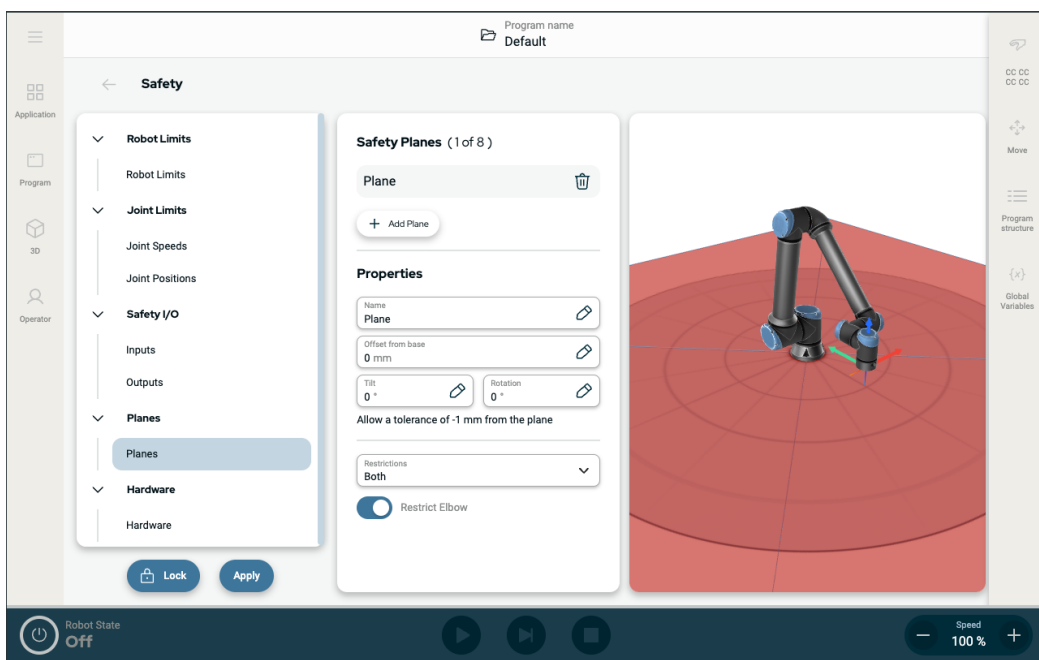 Program name
Default
Safety
Application
Program
3D
Operator
Robot Limits
Robot Limits
Joint Limits
Joint Speeds
Joint Positions
Safety I/O
Inputs
Outputs
Planes
Planes
Hardware
Hardware
Lock
Apply
Safety Planes (1 of 8)
Plane
+ Add Plane
Properties
Name
Plane
Offset from base
0 mm
Tilt
0 °
Rotation
0 °
Allow a tolerance of -1 mm from the plane
Restrictions
Both
Restrict Elbow
CC CC
CC CC
Move
Program
structure
{x}
Global
Variables
Robot State
Off
Speed
100 %